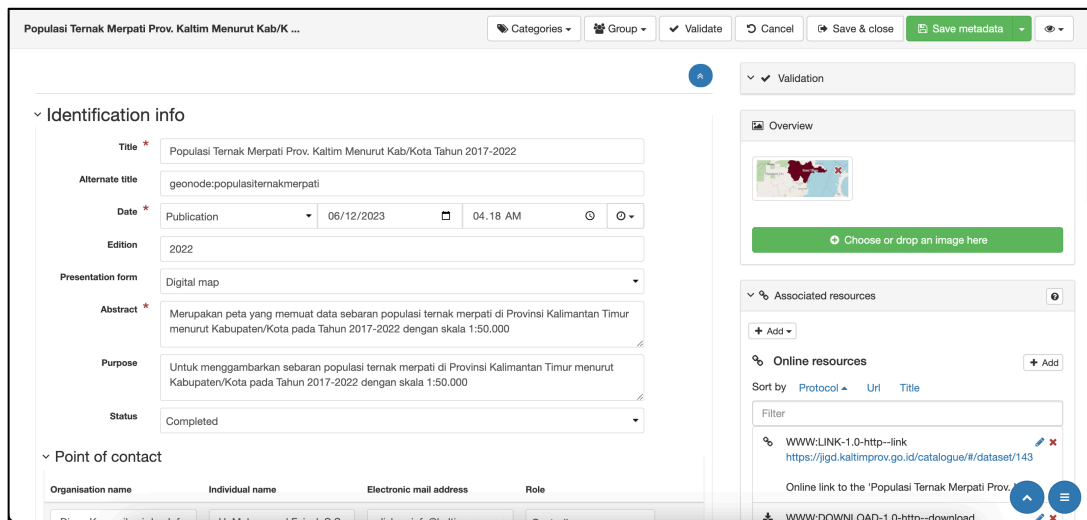 Populasi Ternak Merpati Prov. Kaltim Menurut Kab/K ...
Categories
Group
Validate
Cancel
Save & close
Save metadata
Identification info
Title *
Populasi Ternak Merpati Prov. Kaltim Menurut Kab/Kota Tahun 2017-2022
Alternate title
geonode:populasiternakmerpati
Date *
Publication
06/12/2023
04.18 AM
Edition
2022
Presentation form
Digital map
Abstract *
Merupakan peta yang memuat data sebaran populasi ternak merpati di Provinsi Kalimantan Timur
menurut Kabupaten/Kota pada Tahun 2017-2022 dengan skala 1:50.000
Purpose
Untuk menggambarkan sebaran populasi ternak merpati di Provinsi Kalimantan Timur menurut
Kabupaten/Kota pada Tahun 2017-2022 dengan skala 1:50.000
Status
Completed
Point of contact
Organisation name
Individual name
Electronic mail address
Role
Validation
Overview
Choose or drop an image here
Associated resources
+ Add
Online resources
+ Add
Sort by Protocol Url Title
Filter
WWW:LINK-1.0-http--link
https://jigd.kaltimprov.go.id/catalogue/#/dataset/143
Online link to the 'Populasi Ternak Merpati Prov.
WWW:DOWNLOAD-1.0-http--download